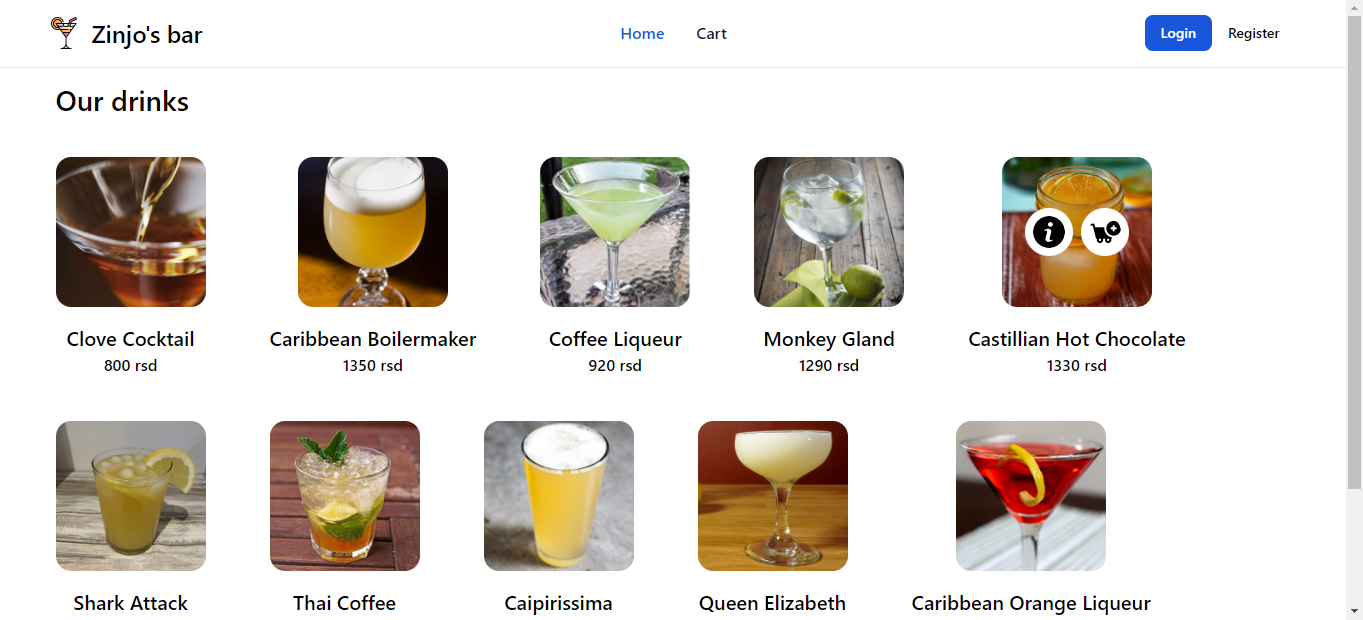 Zinjo's bar
Home
Cart
Login
Register
Our drinks
Clove Cocktail
800 rsd
Caribbean Boilermaker
1350 rsd
Coffee Liqueur
920 rsd
Monkey Gland
1290 rsd
Castillian Hot Chocolate
1330 rsd
Shark Attack
Thai Coffee
Caipirissima
Queen Elizabeth
Caribbean Orange Liqueur